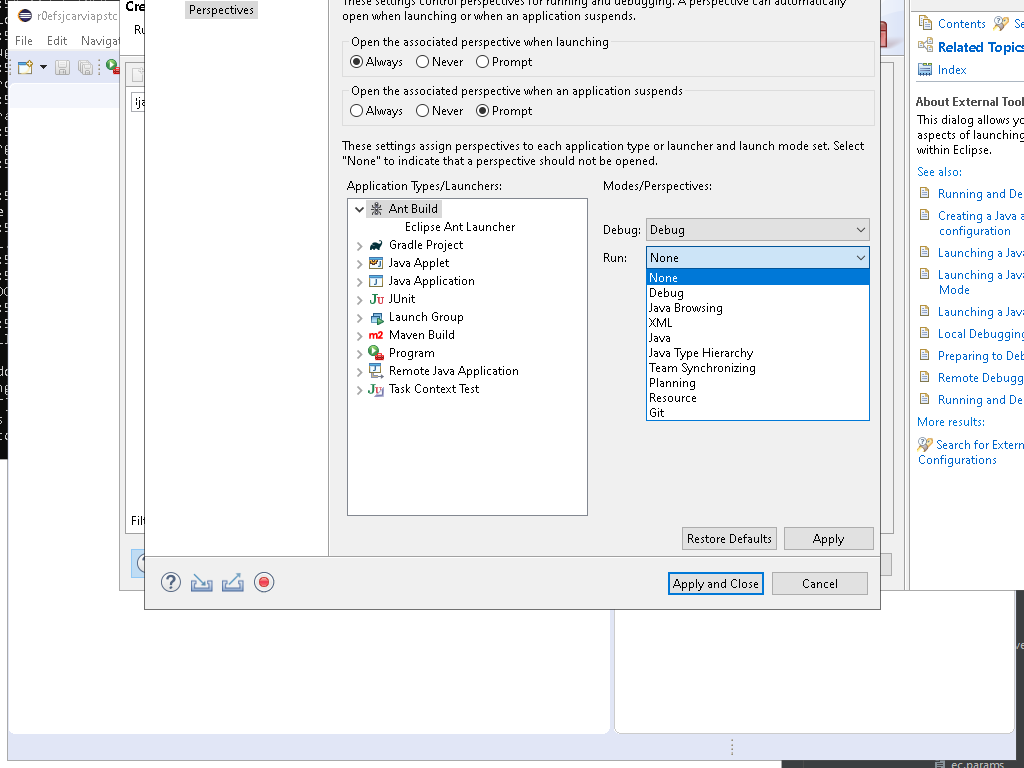 r0efsjcarviapstc
File Edit Navigat
Cre
Ru
!ja
Filt
Perspectives
These settings control perspectives for running and debugging. A perspective can automatically
open when launching or when an application suspends.
Open the associated perspective when launching
Always Never Prompt
Open the associated perspective when an application suspends
Always Never Prompt
These settings assign perspectives to each application type or launcher and launch mode set. Select
"None" to indicate that a perspective should not be opened.
Application Types/Launchers:
Ant Build
Eclipse Ant Launcher
Gradle Project
Java Applet
Java Application
JUnit
Launch Group
Maven Build
Program
Remote Java Application
Task Context Test
Modes/Perspectives:
Debug: Debug
Run: None
None
Debug
Java Browsing
XML
Java
Java Type Hierarchy
Team Synchronizing
Planning
Resource
Git
Restore Defaults Apply
Apply and Close Cancel
Contents Se
Related Topics
Index
About External Tool
This dialog allows yo
aspects of launching
within Eclipse.
See also:
Running and De
Creating a Java a
configuration
Launching a Java
Launching a Java
Mode
Launching a Java
Local Debugging
Preparing to Deb
Remote Debugg
Running and De
More results:
Search for Extern
Configurations
ec.params